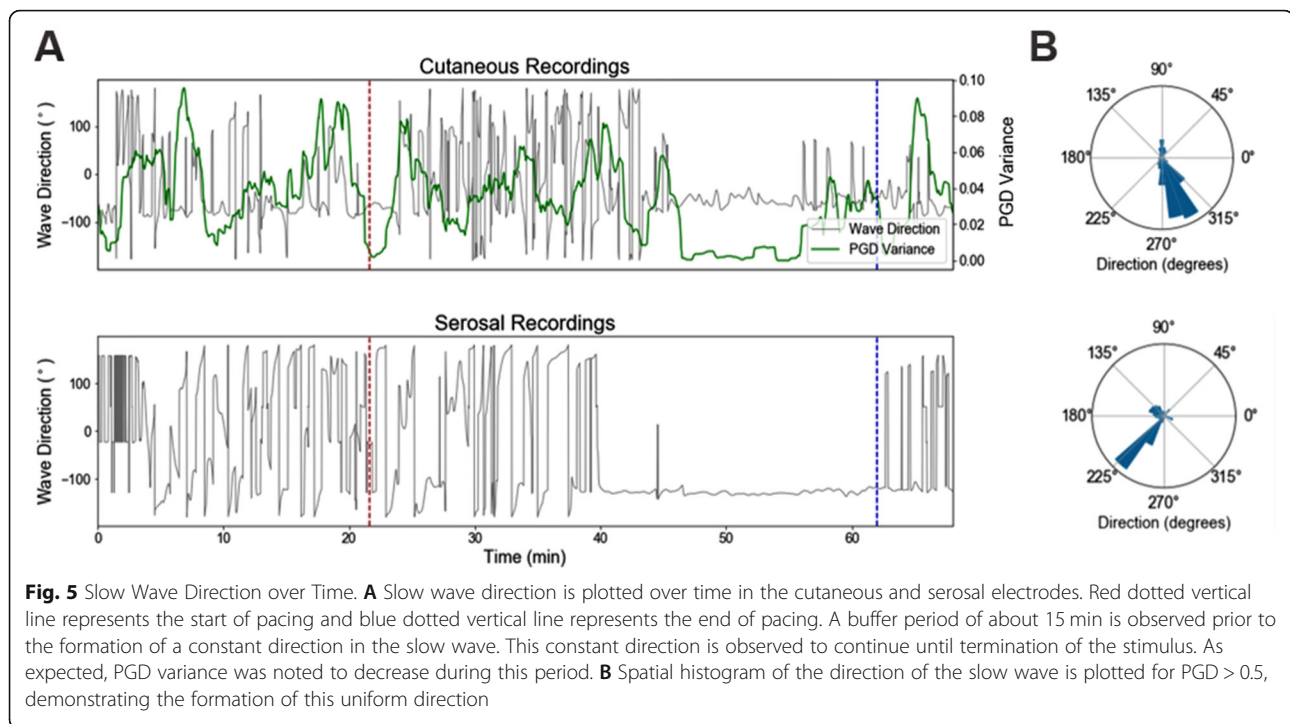 A
B
Cutaneous Recordings
Wave Direction (°)
100
0
−100
0.10
0.08
0.06
0.04
0.02
0.00
PGD Variance
Wave Direction
PGD Variance
90°
135°
45°
180°
0°
225°
315°
270°
Direction (degrees)
Serosal Recordings
Wave Direction (°)
100
0
−100
0
10
20
30
40
50
60
Time (min)
90°
135°
45°
180°
0°
225°
315°
270°
Direction (degrees)
Fig. 5 Slow Wave Direction over Time. A Slow wave direction is plotted over time in the cutaneous and serosal electrodes. Red dotted vertical
line represents the start of pacing and blue dotted vertical line represents the end of pacing. A buffer period of about 15 min is observed prior to
the formation of a constant direction in the slow wave. This constant direction is observed to continue until termination of the stimulus. As
expected, PGD variance was noted to decrease during this period. B Spatial histogram of the direction of the slow wave is plotted for PGD > 0.5,
demonstrating the formation of this uniform direction